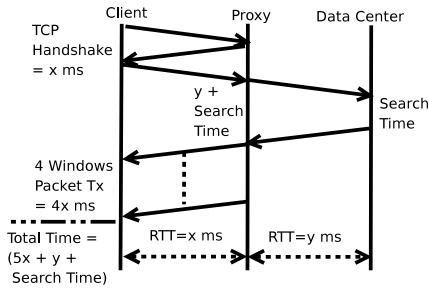 Client
Proxy
Data Center
TCP
Handshake
= x ms
y +
Search
Time
Search
Time
4 Windows
Packet Tx
= 4x ms
Total Time =
(5x + y +
Search Time)
RTT=x ms
RTT=y ms